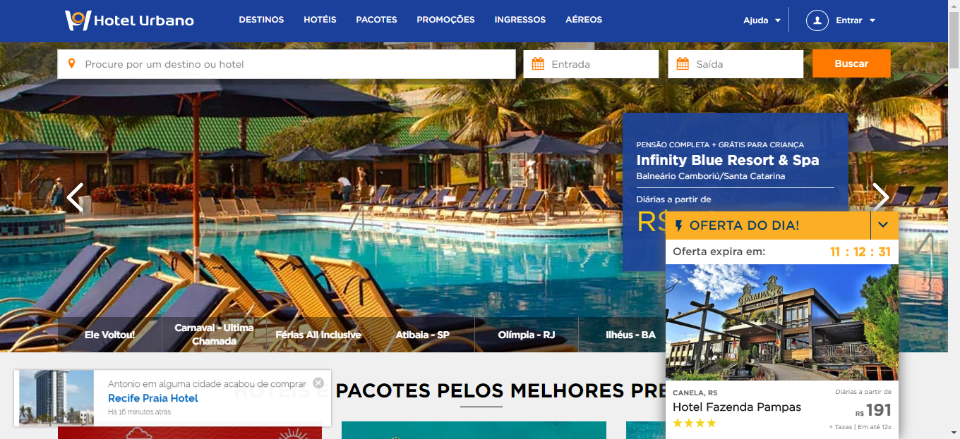 Hotel Urbano
DESTINOS HOTÉIS PACOTES PROMOÇÕES INGRESSOS AÉREOS
Ajuda
Entrar
Procure por um destino ou hotel
Entrada
Saída
Buscar
PENSÃO COMPLETA + GRÁTIS PARA CRIANÇA
Infinity Blue Resort & Spa
Balneário Camboriú/Santa Catarina
Diárias a partir de
R$
OFERTA DO DIA!
Oferta expira em: 11 : 12 : 31
Ele Voltou!
Carnaval - Ultima
Chamada
Férias All Inclusive
Atibaia - SP
Olímpia - RJ
Ilhéus - BA
Antonio em alguma cidade acabou de comprar
Recife Praia Hotel
Há 16 minutos atrás
PACOTES PELOS MELHORES
CANELA, RS
Hotel Fazenda Pampas
Diárias a partir de
R$ 191
+ Taxas | Em até 12x